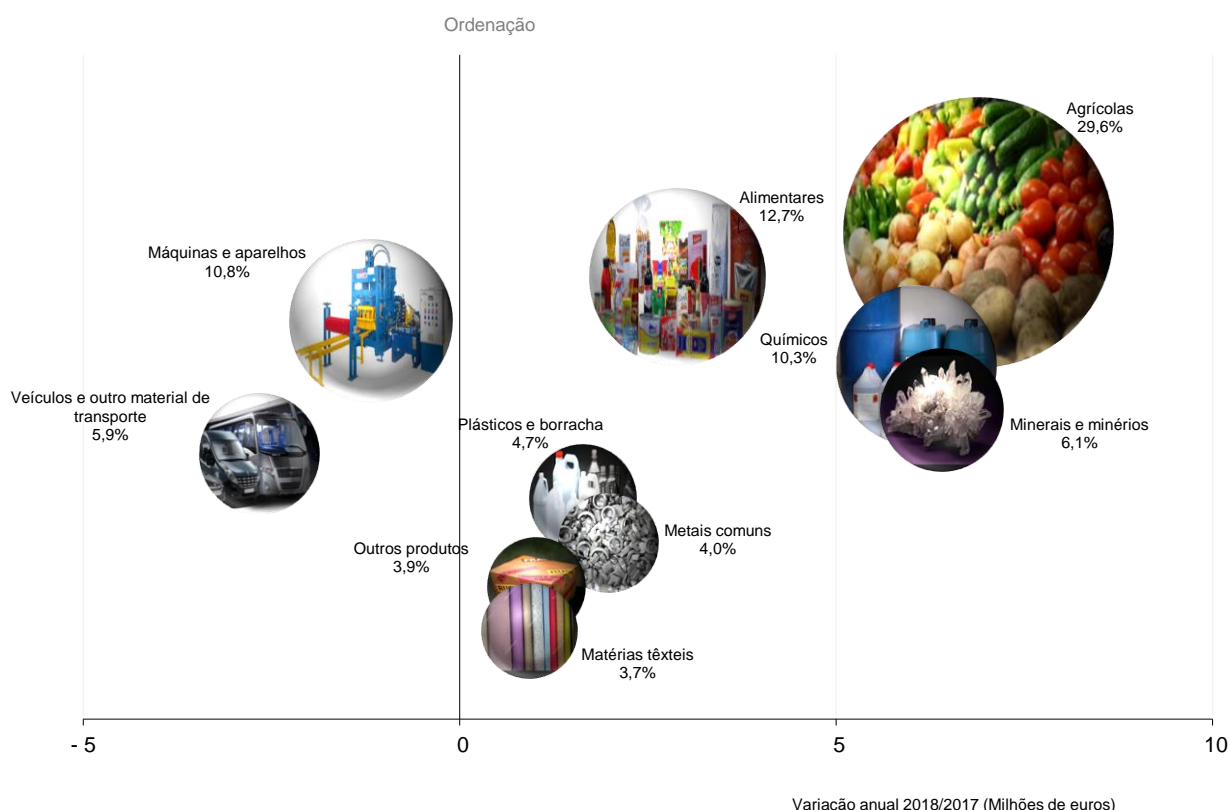 Ordenação
Agrícolas
29,6%
Alimentares
12,7%
Máquinas e aparelhos
10,8%
Químicos
10,3%
Veículos e outro material de
transporte
5,9%
Plásticos e borracha
4,7%
Minerais e minérios
6,1%
Metais comuns
4,0%
Outros produtos
3,9%
Matérias têxteis
3,7%
- 5
0
5
10
Variação anual 2018/2017 (Milhões de euros)